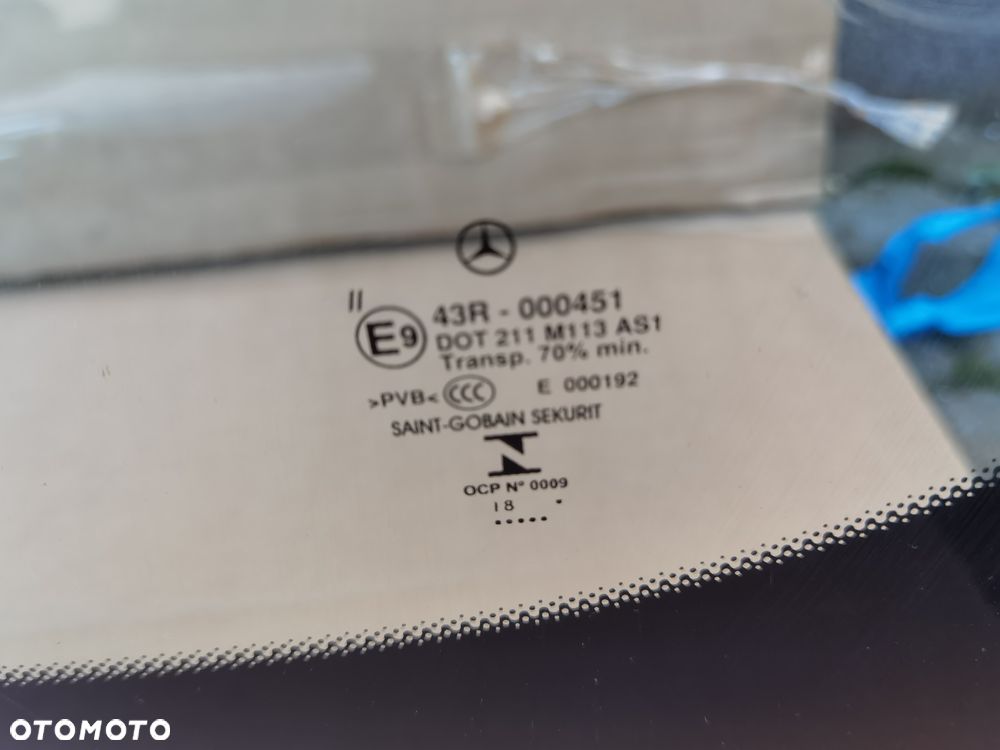 II
E9
43R - 000451
DOT 211 M113 AS1
Transp. 70% min.
>PVB< CCC E 000192
SAINT-GOBAIN SEKURIT
OCP Nº 0009
18
OTOMOTO